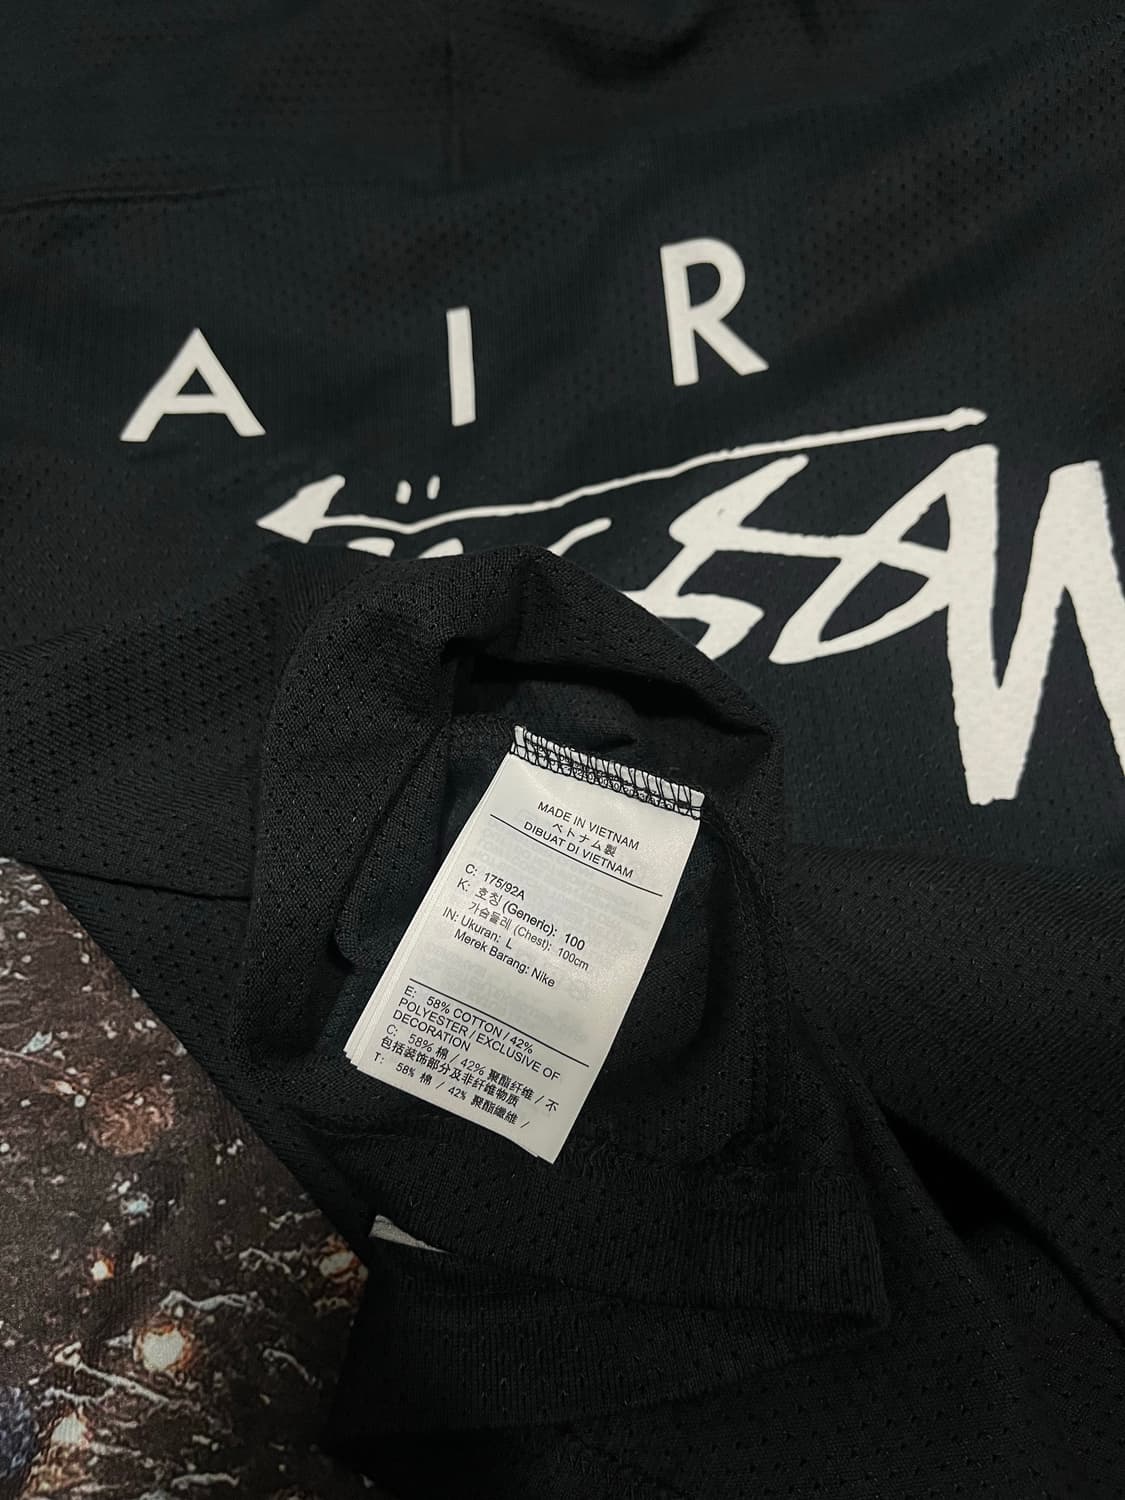 AIR
MADE IN VIETNAM
ベトナム製
DIBUAT DI VIETNAM
C: 175/92A
K: 호칭 (Generic): 100
가슴둘레 (Chest): 100cm
IN: Ukuran: L
Merek Barang: Nike
E: 58% COTTON / 42%
POLYESTER / EXCLUSIVE OF
DECORATION
C: 58% 棉 / 42% 聚酯纤维 / 不
包括装饰部分及非纤维物质
T: 58% 棉 / 42% 聚酯纖維 /